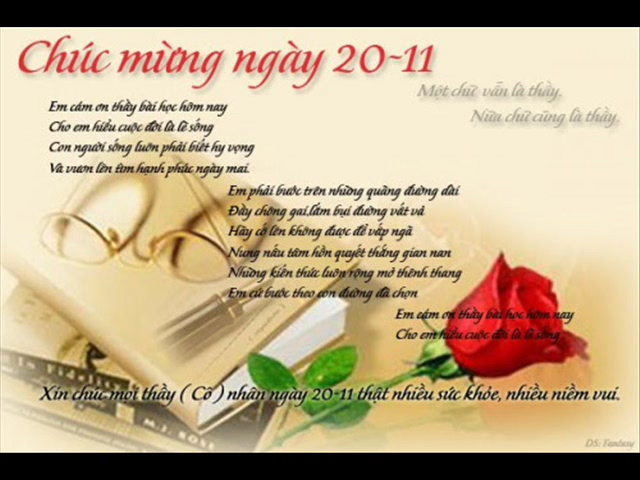 Chúc mừng ngày 20-11
Một chữ vẫn là thầy.
Nửa chữ cũng là thầy.
Em cám ơn thầy bài học hôm nay
Cho em hiểu cuộc đời là lẽ sống
Con người sống luôn phải biết hy vọng
Và vươn lên tìm hạnh phúc ngày mai.
Em phải bước trên những quãng đường dài
Đầy chông gai,lấm bụi đường vất vả
Hãy cố lên không được để vấp ngã
Nung nấu tâm hồn quyết thắng gian nan
Những kiến thức luôn rộng mở thênh thang
Em cứ bước theo con đường đã chọn
Em cám ơn thầy bài học hôm nay
Cho em hiểu cuộc đời là lẽ sống
Xin chúc mọi thầy ( Cô ) nhân ngày 20-11 thật nhiều sức khỏe, nhiều niềm vui.
M.J. ROSE
DS: Fantasy